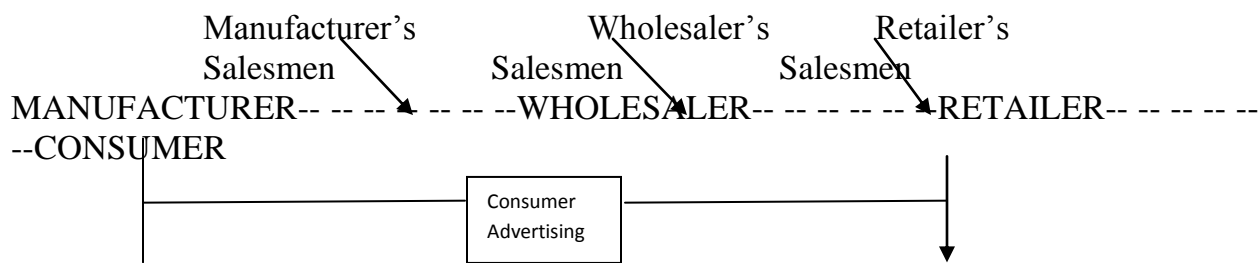 Manufacturer’s Wholesaler’s Retailer’s
Salesmen Salesmen Salesmen
MANUFACTURER-- -- -- -- -- -- -- --WHOLESALER-- -- -- -- -- -- --RETAILER-- -- -- -- -- --
--CONSUMER
Consumer
Advertising